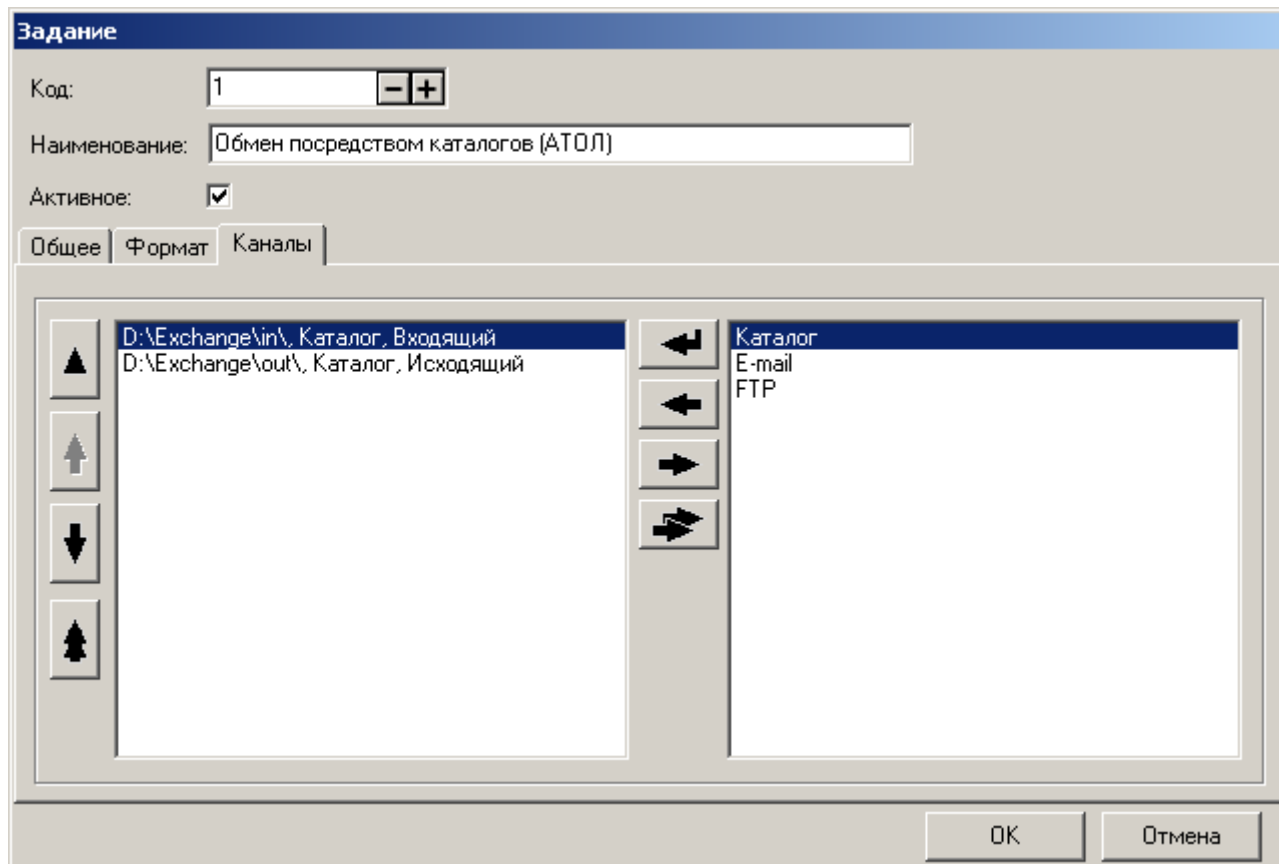 Задание
Код: 1
Наименование: Обмен посредством каталогов (АТОЛ)
Активное:
Общее Формат Каналы
D:\Exchange\in\, Каталог, Входящий
D:\Exchange\out\, Каталог, Исходящий
Каталог
E-mail
FTP
OK Отмена